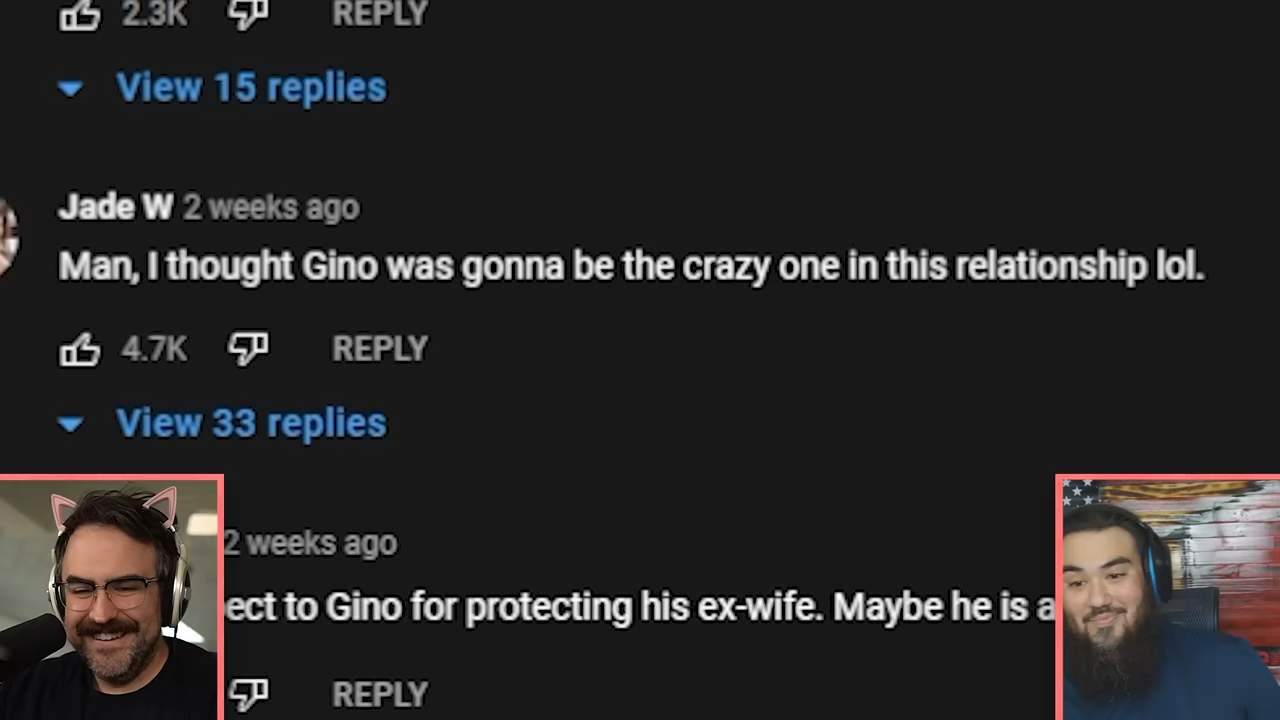 2.3K REPLY
View 15 replies
Jade W 2 weeks ago
Man, I thought Gino was gonna be the crazy one in this relationship lol.
4.7K REPLY
View 33 replies
2 weeks ago
ect to Gino for protecting his ex-wife. Maybe he is a
REPLY